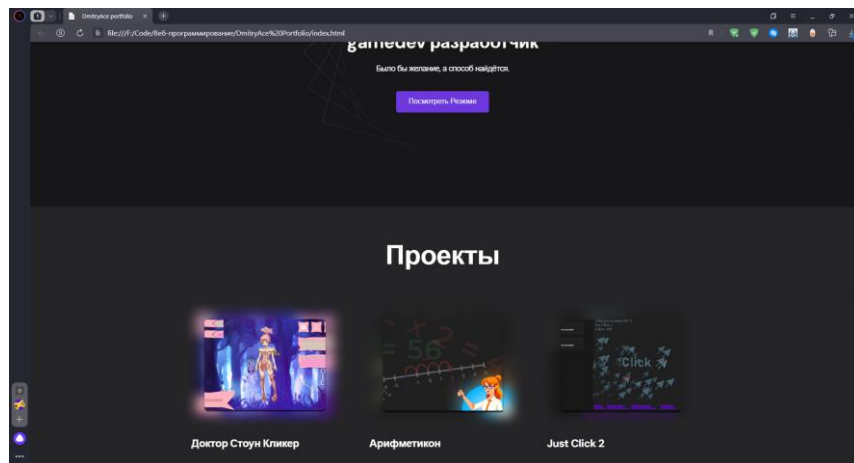 DmitryAce portfolio
file:///F:/Code/Веб-программирование/DmitryAce%20Portfolio/index.html
gamedev разработчик
Было бы желание, а способ найдётся.
Посмотреть Резюме
Проекты
= 56
Click
Доктор Стоун Кликер
Арифметикон
Just Click 2